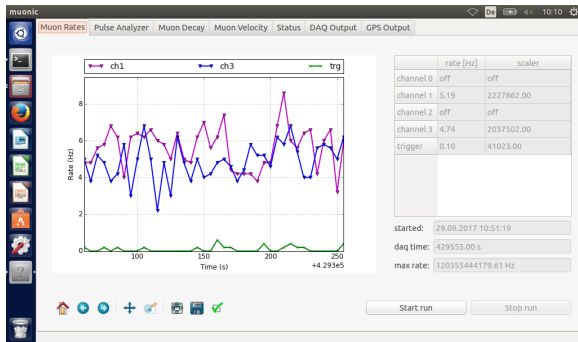 muonic De 10:10
Muon Rates Pulse Analyzer Muon Decay Muon Velocity Status DAQ Output GPS Output
ch1 ch3 trg
8
6
4
2
0
100 150 200 250
Rate (Hz)
Time (s)
+4.293e5
rate [Hz] scaler
channel 0 off off
channel 1 5.19 2227862.00
channel 2 off off
channel 3 4.74 2037502.00
trigger 0.10 41023.00
started: 29.09.2017 10:51:19
daq time: 429555.00 s
max rate: 120355444179.61 Hz
Start run Stop run